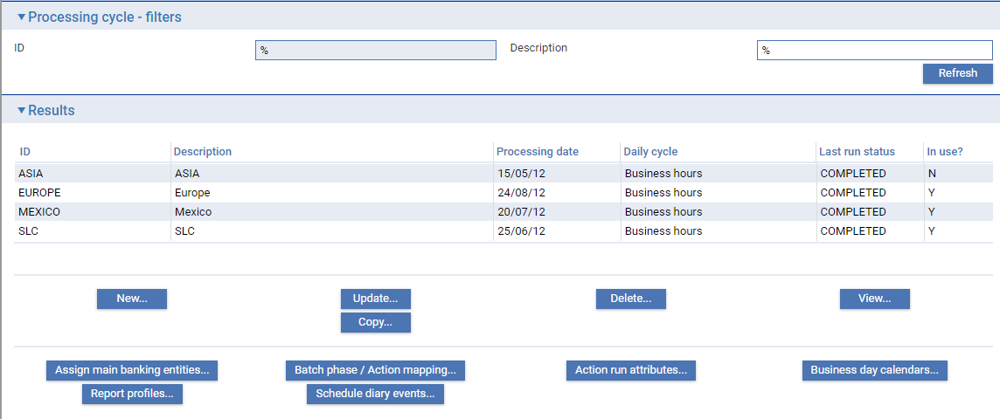 Processing cycle - filters
ID % Description %
Refresh
Results
ID Description Processing date Daily cycle Last run status In use?
ASIA ASIA 15/05/12 Business hours COMPLETED N
EUROPE Europe 24/08/12 Business hours COMPLETED Y
MEXICO Mexico 20/07/12 Business hours COMPLETED Y
SLC SLC 25/06/12 Business hours COMPLETED Y
New... Update... Delete... View...
Copy...
Assign main banking entities... Batch phase / Action mapping... Action run attributes... Business day calendars...
Report profiles... Schedule diary events...